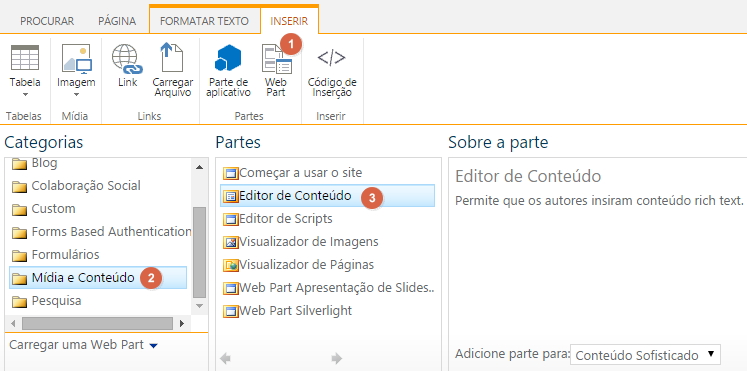 PROCURAR PÁGINA FORMATAR TEXTO INSERIR
1
Tabela Imagem Link Carregar Arquivo Parte de aplicativo Web Part Código de Inserção
Tabelas Mídia Links Partes Inserir
Categorias
Blog
Colaboração Social
Custom
Forms Based Authentication
Formulários
Mídia e Conteúdo 2
Pesquisa
Carregar uma Web Part
Partes
Começar a usar o site
Editor de Conteúdo 3
Editor de Scripts
Visualizador de Imagens
Visualizador de Páginas
Web Part Apresentação de Slides..
Web Part Silverlight
Sobre a parte
Editor de Conteúdo
Permite que os autores insiram conteúdo rich text.
Adicione parte para: Conteúdo Sofisticado